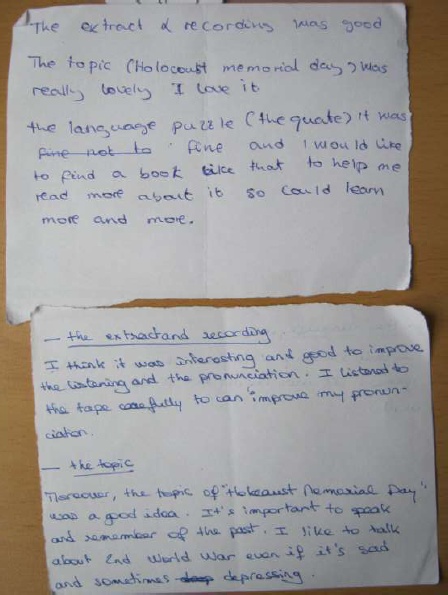 The extract & recording was good
The topic (Holocoust memorial day) was
really lovely I love it
the language puzzle (the quate) it was
fine not to fine and I would like
to find a book like that to help me
read more about it so could learn
more and more.
— the extract and recording
I think it was interesting and good to improve
the listening and the pronunciation. I listened to
the tape carefully to can improve my pronun-
ciation.
— the topic
Moreover, the topic of "Holocaust Memorial Day"
was a good idea. It's important to speak
and remember of the past. I like to talk
about 2nd World War even if it's sad
and sometimes depressing.